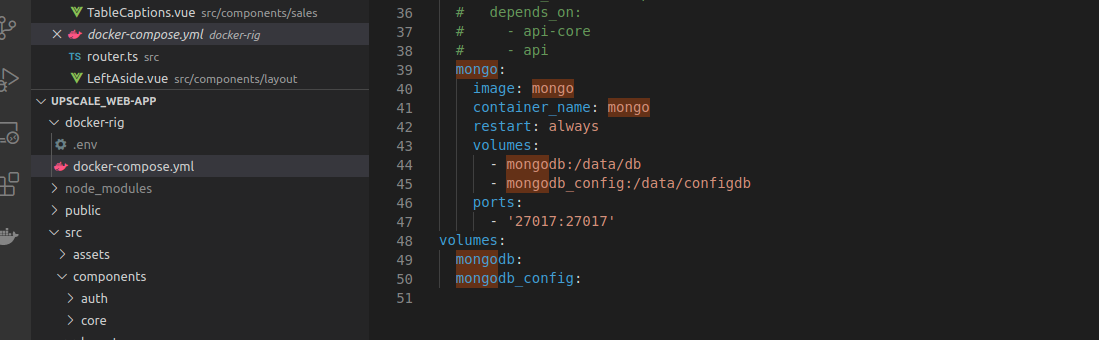 TableCaptions.vue src/components/sales
docker-compose.yml docker-rig
TS router.ts src
LeftAside.vue src/components/layout
UPSCALE_WEB-APP
docker-rig
.env
docker-compose.yml
node_modules
public
src
assets
components
auth
core
36 # depends_on:
37 # - api-core
38 # - api
39 mongo:
40 image: mongo
41 container_name: mongo
42 restart: always
43 volumes:
44 - mongodb:/data/db
45 - mongodb_config:/data/configdb
46 ports:
47 - '27017:27017'
48 volumes:
49 mongodb:
50 mongodb_config:
51